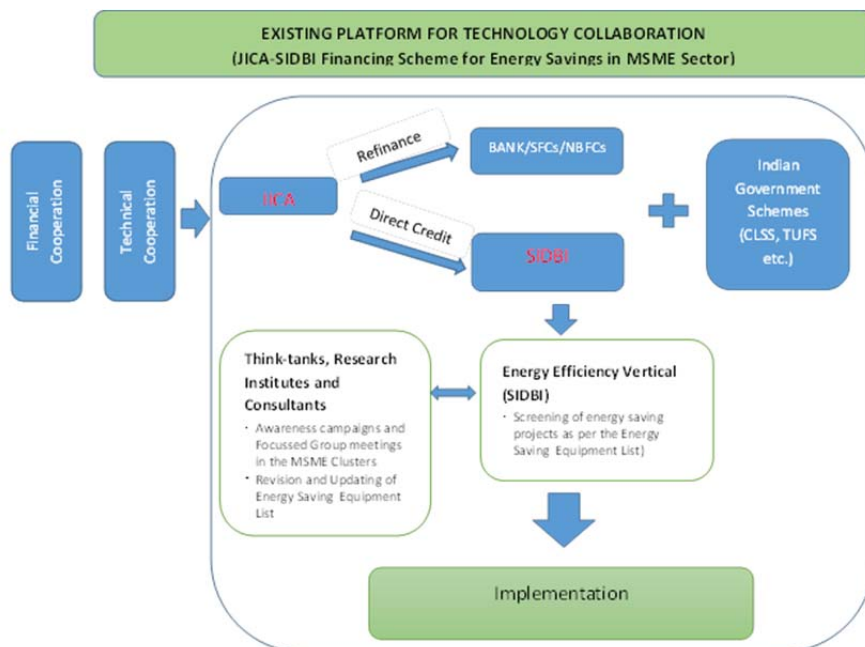 EXISTING PLATFORM FOR TECHNOLOGY COLLABORATION
(JICA-SIDBI Financing Scheme for Energy Savings in MSME Sector)
Financial
Cooperation
Technical
Cooperation
JICA
Refinance
Direct Credit
BANK/SFCs/NBFCs
SIDBI
Indian
Government
Schemes
(CLSS, TUFS
etc.)
Think-tanks, Research
Institutes and
Consultants
· Awareness campaigns and
Focussed Group meetings
in the MSME Clusters
· Revision and Updating of
Energy Saving Equipment
List
Energy Efficiency Vertical
(SIDBI)
· Screening of energy saving
projects as per the Energy
Saving Equipment List)
Implementation